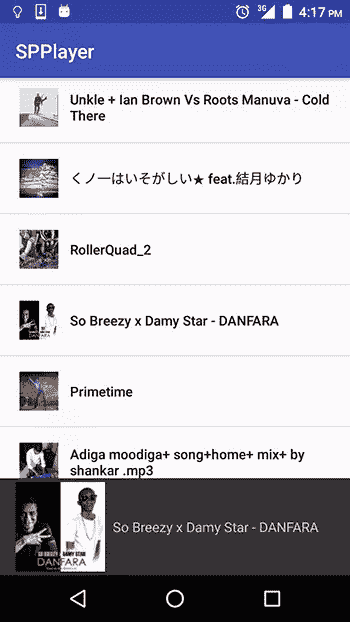 3G 4:17 PM
SPPlayer
Unkle + Ian Brown Vs Roots Manuva - Cold
There
くノ一はいそがしい★ feat.結月ゆかり
RollerQuad_2
So Breezy x Damy Star - DANFARA
Primetime
Adiga moodiga+ song+home+ mix+ by
shankar .mp3
SO BREEZY x DAMY STAR
DANFARA
So Breezy x Damy Star - DANFARA